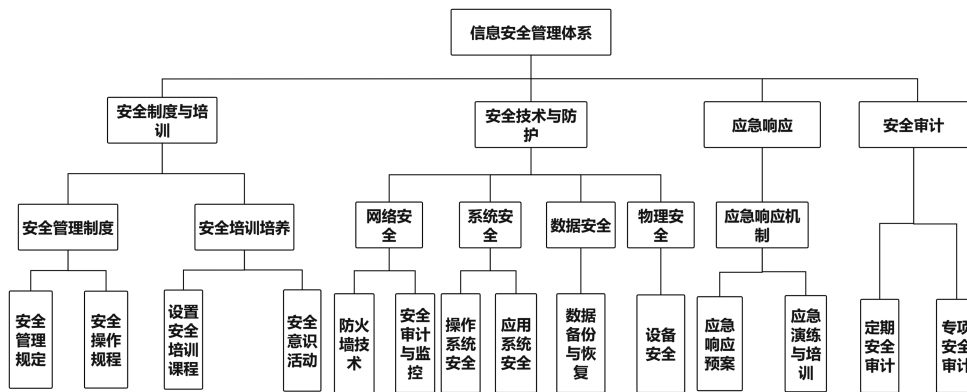 信息安全管理体系
安全制度与培
训
安全技术与防
护
应急响应
安全审计
安全管理制度
安全培训培养
网络安
全
系统安
全
数据安全
物理安
全
应急响应机
制
安全
管理
规定
安全
操作
规程
设置
安全
培训
课程
安全
意识
活动
防火
墙技
术
安全
审计
与监
控
操作
系统
安全
应用
系统
安全
数据
备份
与恢
复
设备
安全
应急
响应
预案
应急
演练
与培
训
定期
安全
审计
专项
安全
审计